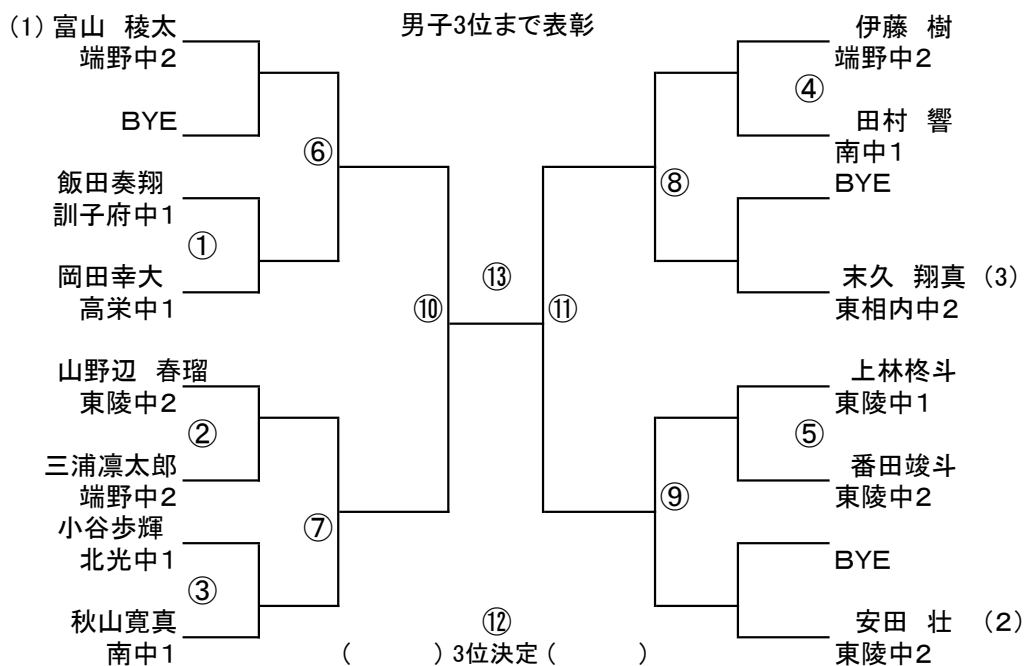 男子3位まで表彰
(1) 富山 稜太
端野中2
BYE
⑥
飯田奏翔
訓子府中1
①
岡田幸大
高栄中1
⑩
山野辺 春瑠
東陵中2
②
三浦凛太郎
端野中2
⑦
小谷歩輝
北光中1
③
秋山寛真
南中1
⑬
⑫
( ) 3位決定 ( )
伊藤 樹
端野中2
④
田村 響
南中1
⑧
BYE
末久 翔真 (3)
東相内中2
⑪
上林柊斗
東陵中1
⑤
番田竣斗
東陵中2
⑨
BYE
安田 壮 (2)
東陵中2